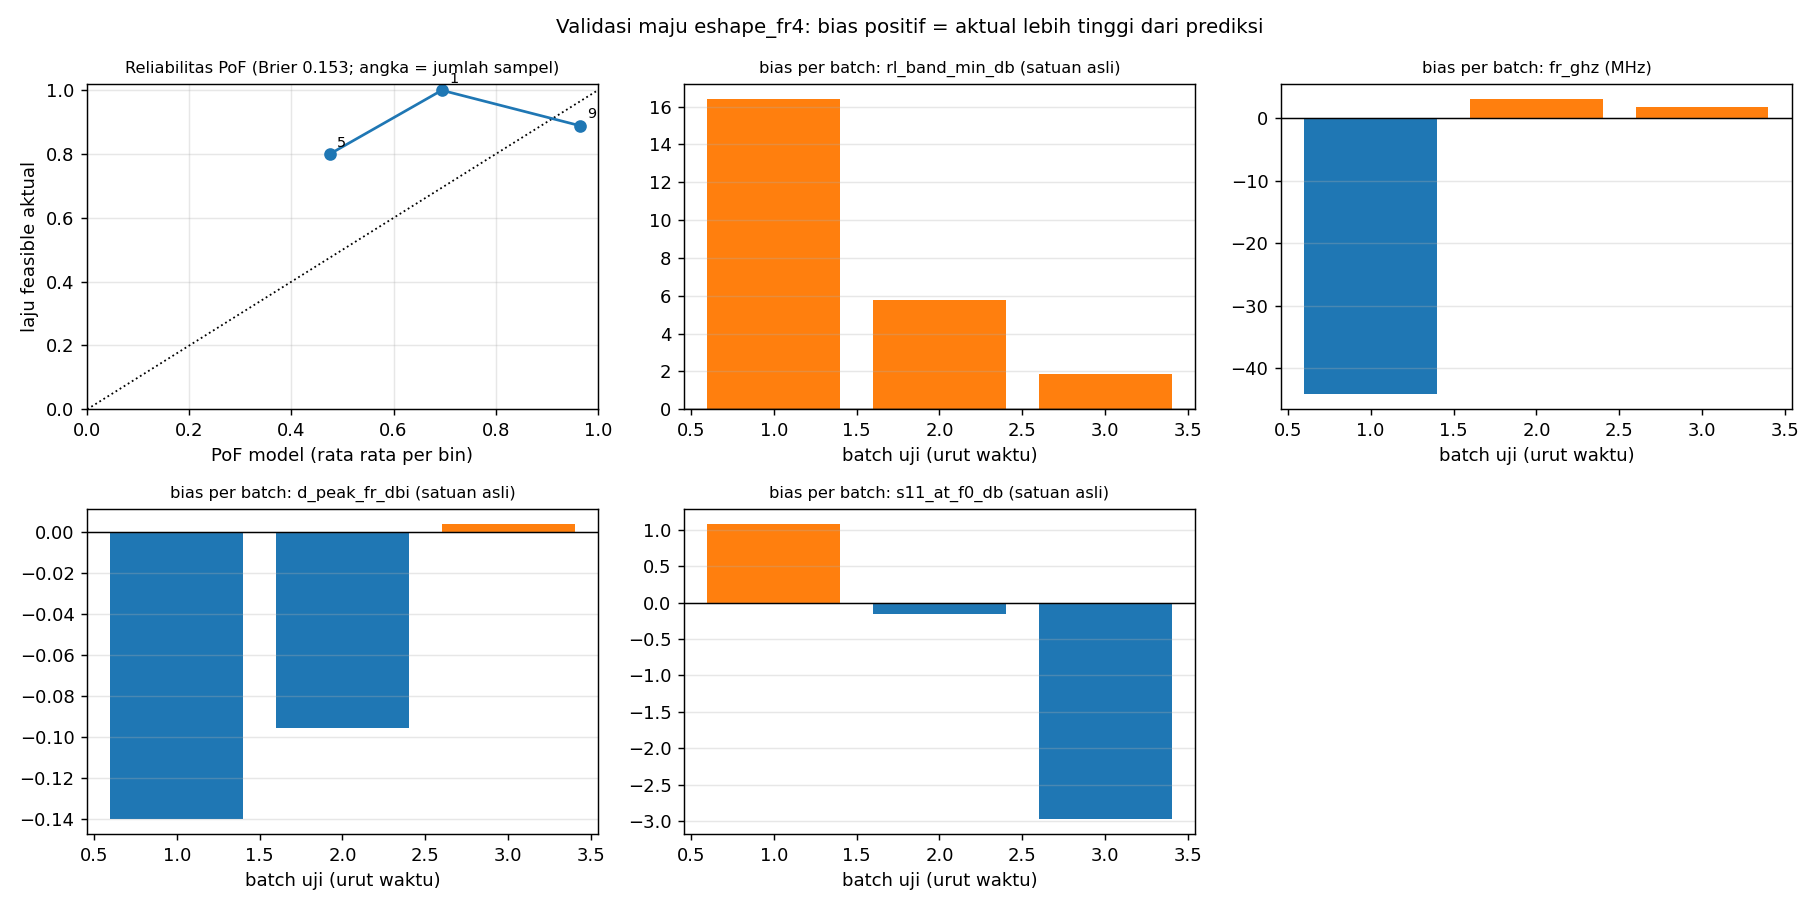 Validasi maju eshape_fr4: bias positif = aktual lebih tinggi dari prediksi
Reliabilitas PoF (Brier 0.153; angka = jumlah sampel)
1.0
0.8
0.6
0.4
0.2
0.0
laju feasible aktual
5
1
9
0.0 0.2 0.4 0.6 0.8 1.0
PoF model (rata rata per bin)
bias per batch: rl_band_min_db (satuan asli)
16
14
12
10
8
6
4
2
0
0.5 1.0 1.5 2.0 2.5 3.0 3.5
batch uji (urut waktu)
bias per batch: fr_ghz (MHz)
0
−10
−20
−30
−40
0.5 1.0 1.5 2.0 2.5 3.0 3.5
batch uji (urut waktu)
bias per batch: d_peak_fr_dbi (satuan asli)
0.00
−0.02
−0.04
−0.06
−0.08
−0.10
−0.12
−0.14
0.5 1.0 1.5 2.0 2.5 3.0 3.5
batch uji (urut waktu)
bias per batch: s11_at_f0_db (satuan asli)
1.0
0.5
0.0
−0.5
−1.0
−1.5
−2.0
−2.5
−3.0
0.5 1.0 1.5 2.0 2.5 3.0 3.5
batch uji (urut waktu)